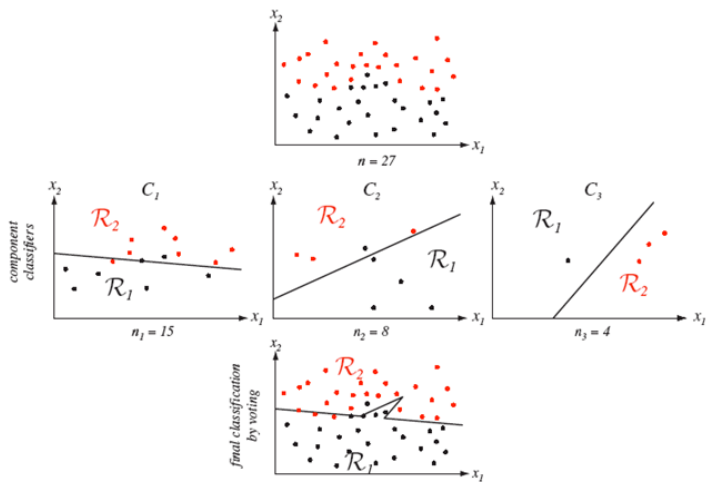 x2
x1
n = 27
x2
C1
R2
R1
x1
n1 = 15
component
classifiers
x2
C2
R2
R1
x1
n2 = 8
x2
C3
R1
R2
x1
n3 = 4
final classification
by voting
x2
R2
R1
x1